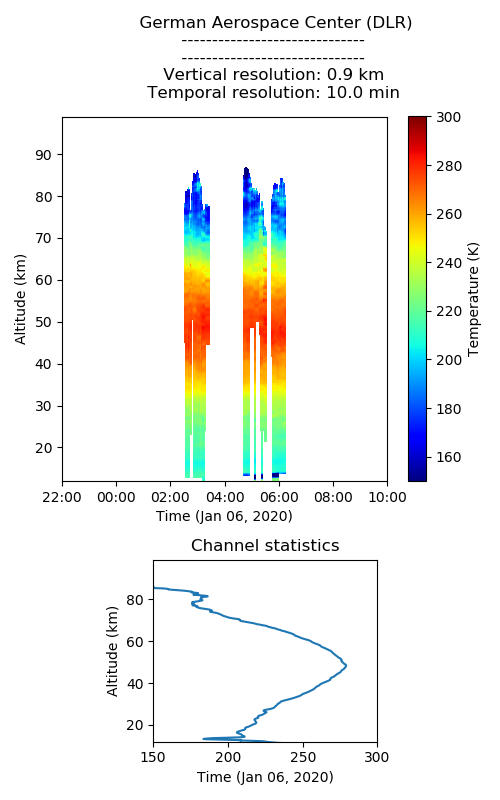 German Aerospace Center (DLR)
------------------------------
------------------------------
Vertical resolution: 0.9 km
Temporal resolution: 10.0 min
300
280
260
240
220
200
180
160
Temperature (K)
90
80
70
60
50
40
30
20
Altitude (km)
22:00 00:00 02:00 04:00 06:00 08:00 10:00
Time (Jan 06, 2020)
Channel statistics
80
60
40
20
Altitude (km)
150 200 250 300
Time (Jan 06, 2020)